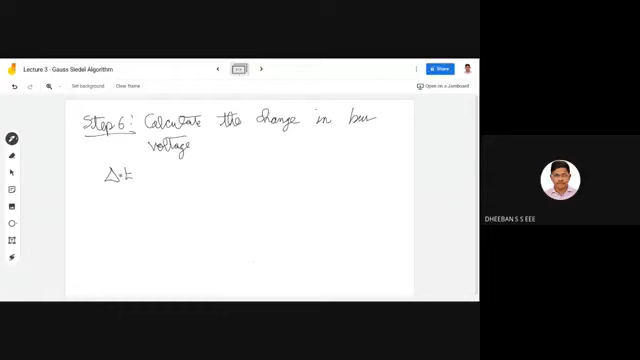 Lecture 3 - Gauss Siedel Algorithm
Share
Set background
Clear frame
Open on a Jamboard
Step 6: Calculate the change in bus
voltage
DHEEBAN S S EEE